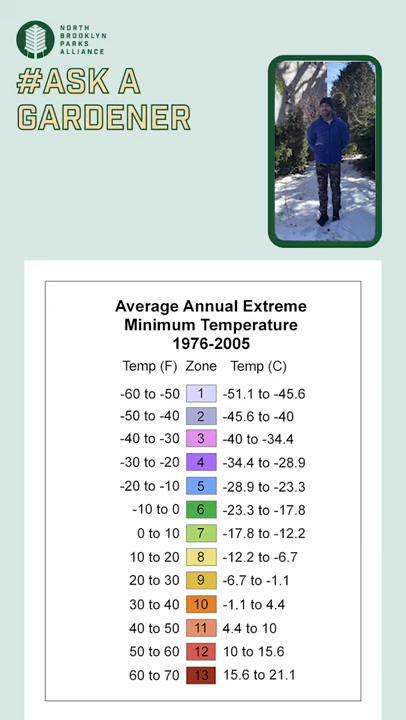 NORTH
BROOKLYN
PARKS
ALLIANCE
#ASK A
GARDENER
Average Annual Extreme
Minimum Temperature
1976-2005
Temp (F) Zone Temp (C)
-60 to -50 1 -51.1 to -45.6
-50 to -40 2 -45.6 to -40
-40 to -30 3 -40 to -34.4
-30 to -20 4 -34.4 to -28.9
-20 to -10 5 -28.9 to -23.3
-10 to 0 6 -23.3 to -17.8
0 to 10 7 -17.8 to -12.2
10 to 20 8 -12.2 to -6.7
20 to 30 9 -6.7 to -1.1
30 to 40 10 -1.1 to 4.4
40 to 50 11 4.4 to 10
50 to 60 12 10 to 15.6
60 to 70 13 15.6 to 21.1